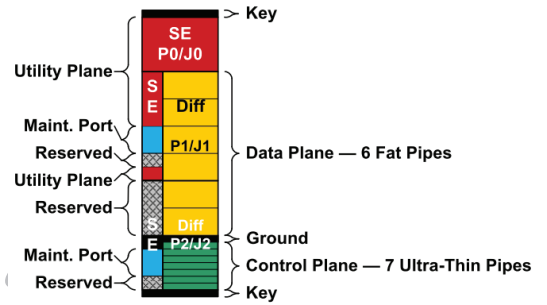 Key
SE
P0/J0
Utility Plane
S
E
Diff
Maint. Port
P1/J1
Reserved
Data Plane — 6 Fat Pipes
Utility Plane
Reserved
S
E
Diff
P2/J2
Ground
Maint. Port
Control Plane — 7 Ultra-Thin Pipes
Reserved
Key